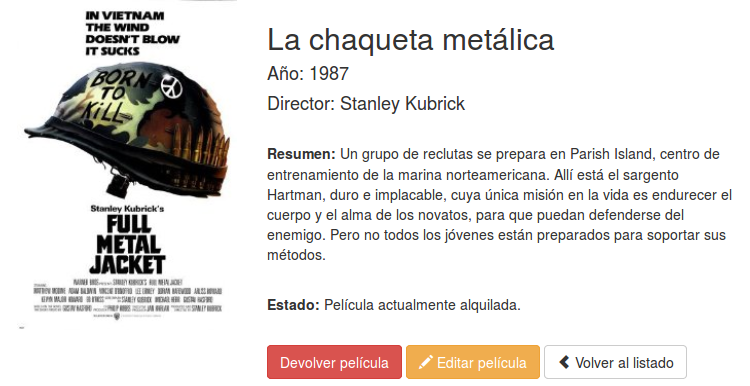 IN VIETNAM
THE WIND
DOESN'T BLOW
IT SUCKS
BORN
TO
KILL
Stanley Kubrick's
FULL
METAL
JACKET
La chaqueta metálica
Año: 1987
Director: Stanley Kubrick
Resumen: Un grupo de reclutas se prepara en Parish Island, centro de
entrenamiento de la marina norteamericana. Allí está el sargento
Hartman, duro e implacable, cuya única misión en la vida es endurecer el
cuerpo y el alma de los novatos, para que puedan defenderse del
enemigo. Pero no todos los jóvenes están preparados para soportar sus
métodos.
Estado: Película actualmente alquilada.
Devolver película
Editar película
Volver al listado